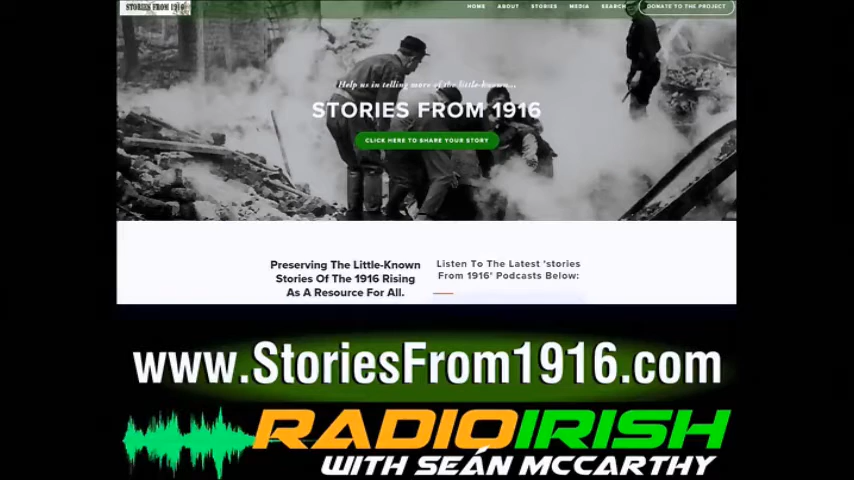 STORIES FROM 1916
HOME ABOUT STORIES MEDIA SEARCH DONATE TO THE PROJECT
Help us in telling more of the little-known...
STORIES FROM 1916
CLICK HERE TO SHARE YOUR STORY
Preserving The Little-Known
Stories Of The 1916 Rising
As A Resource For All.
Listen To The Latest 'stories
From 1916' Podcasts Below:
www.StoriesFrom1916.com
RADIOIRISH
WITH SEÁN MCCARTHY